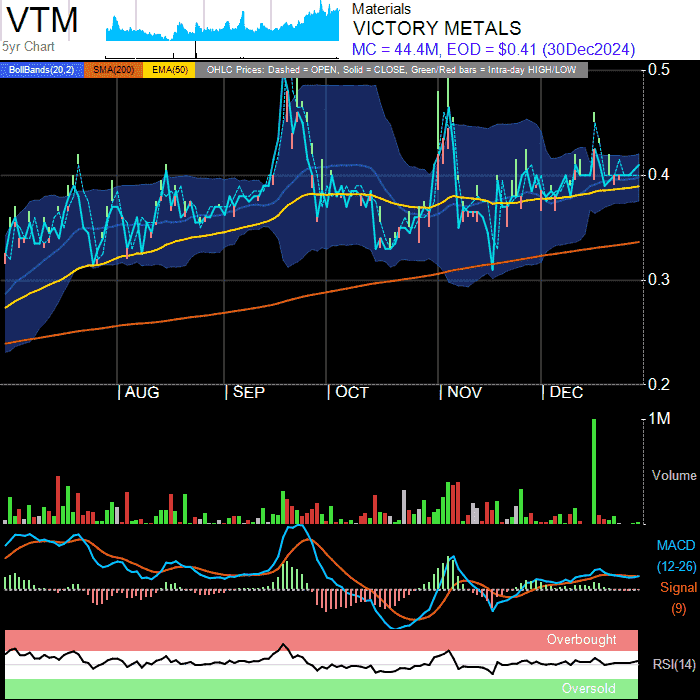 VTM
5yr Chart
Materials
VICTORY METALS
MC = 44.4M, EOD = $0.41 (30Dec2024)
BollBands(20,2) SMA(200) EMA(50) OHLC Prices: Dashed = OPEN, Solid = CLOSE, Green/Red bars = Intra-day HIGH/LOW
0.5
0.4
0.3
0.2
AUG SEP OCT NOV DEC
1M
Volume
MACD
(12-26)
Signal
(9)
Overbought
RSI(14)
Oversold